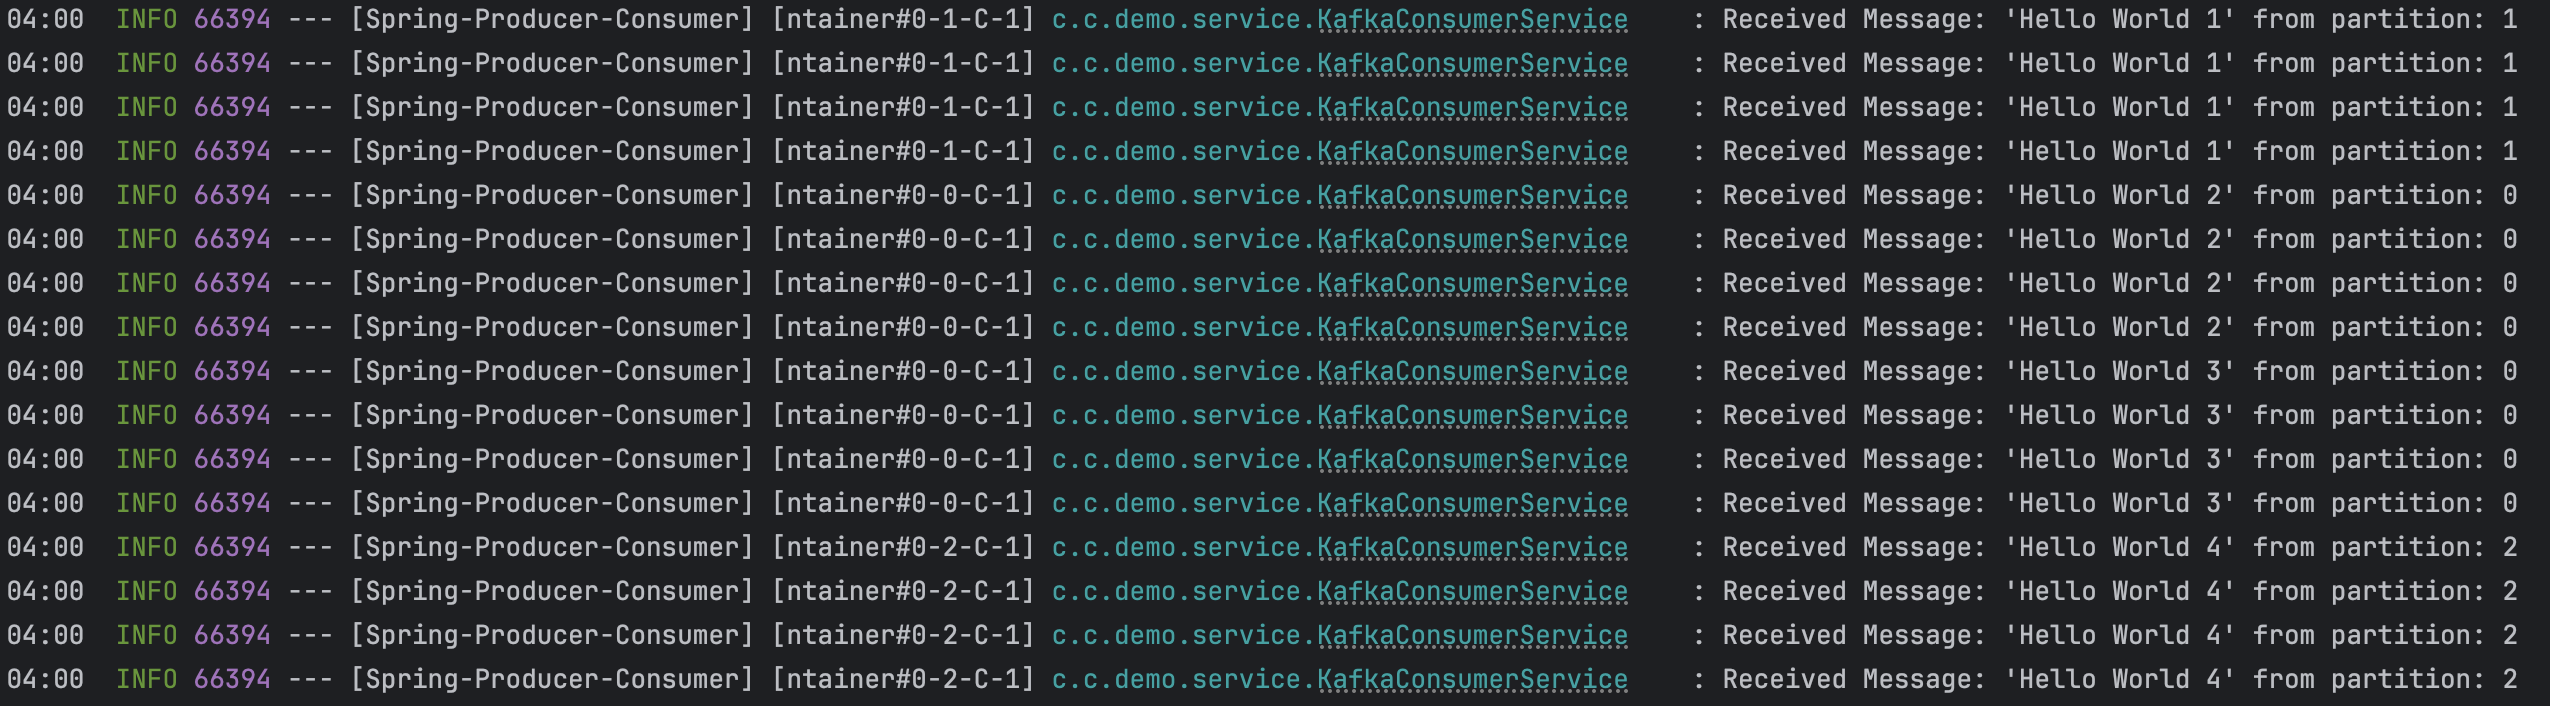 04:00  INFO 66394 --- [Spring-Producer-Consumer] [ntainer#0-1-C-1] c.c.demo.service.KafkaConsumerService    : Received Message: 'Hello World 1' from partition: 1
04:00  INFO 66394 --- [Spring-Producer-Consumer] [ntainer#0-1-C-1] c.c.demo.service.KafkaConsumerService    : Received Message: 'Hello World 1' from partition: 1
04:00  INFO 66394 --- [Spring-Producer-Consumer] [ntainer#0-1-C-1] c.c.demo.service.KafkaConsumerService    : Received Message: 'Hello World 1' from partition: 1
04:00  INFO 66394 --- [Spring-Producer-Consumer] [ntainer#0-1-C-1] c.c.demo.service.KafkaConsumerService    : Received Message: 'Hello World 1' from partition: 1
04:00  INFO 66394 --- [Spring-Producer-Consumer] [ntainer#0-0-C-1] c.c.demo.service.KafkaConsumerService    : Received Message: 'Hello World 2' from partition: 0
04:00  INFO 66394 --- [Spring-Producer-Consumer] [ntainer#0-0-C-1] c.c.demo.service.KafkaConsumerService    : Received Message: 'Hello World 2' from partition: 0
04:00  INFO 66394 --- [Spring-Producer-Consumer] [ntainer#0-0-C-1] c.c.demo.service.KafkaConsumerService    : Received Message: 'Hello World 2' from partition: 0
04:00  INFO 66394 --- [Spring-Producer-Consumer] [ntainer#0-0-C-1] c.c.demo.service.KafkaConsumerService    : Received Message: 'Hello World 2' from partition: 0
04:00  INFO 66394 --- [Spring-Producer-Consumer] [ntainer#0-0-C-1] c.c.demo.service.KafkaConsumerService    : Received Message: 'Hello World 3' from partition: 0
04:00  INFO 66394 --- [Spring-Producer-Consumer] [ntainer#0-0-C-1] c.c.demo.service.KafkaConsumerService    : Received Message: 'Hello World 3' from partition: 0
04:00  INFO 66394 --- [Spring-Producer-Consumer] [ntainer#0-0-C-1] c.c.demo.service.KafkaConsumerService    : Received Message: 'Hello World 3' from partition: 0
04:00  INFO 66394 --- [Spring-Producer-Consumer] [ntainer#0-0-C-1] c.c.demo.service.KafkaConsumerService    : Received Message: 'Hello World 3' from partition: 0
04:00  INFO 66394 --- [Spring-Producer-Consumer] [ntainer#0-2-C-1] c.c.demo.service.KafkaConsumerService    : Received Message: 'Hello World 4' from partition: 2
04:00  INFO 66394 --- [Spring-Producer-Consumer] [ntainer#0-2-C-1] c.c.demo.service.KafkaConsumerService    : Received Message: 'Hello World 4' from partition: 2
04:00  INFO 66394 --- [Spring-Producer-Consumer] [ntainer#0-2-C-1] c.c.demo.service.KafkaConsumerService    : Received Message: 'Hello World 4' from partition: 2
04:00  INFO 66394 --- [Spring-Producer-Consumer] [ntainer#0-2-C-1] c.c.demo.service.KafkaConsumerService    : Received Message: 'Hello World 4' from partition: 2